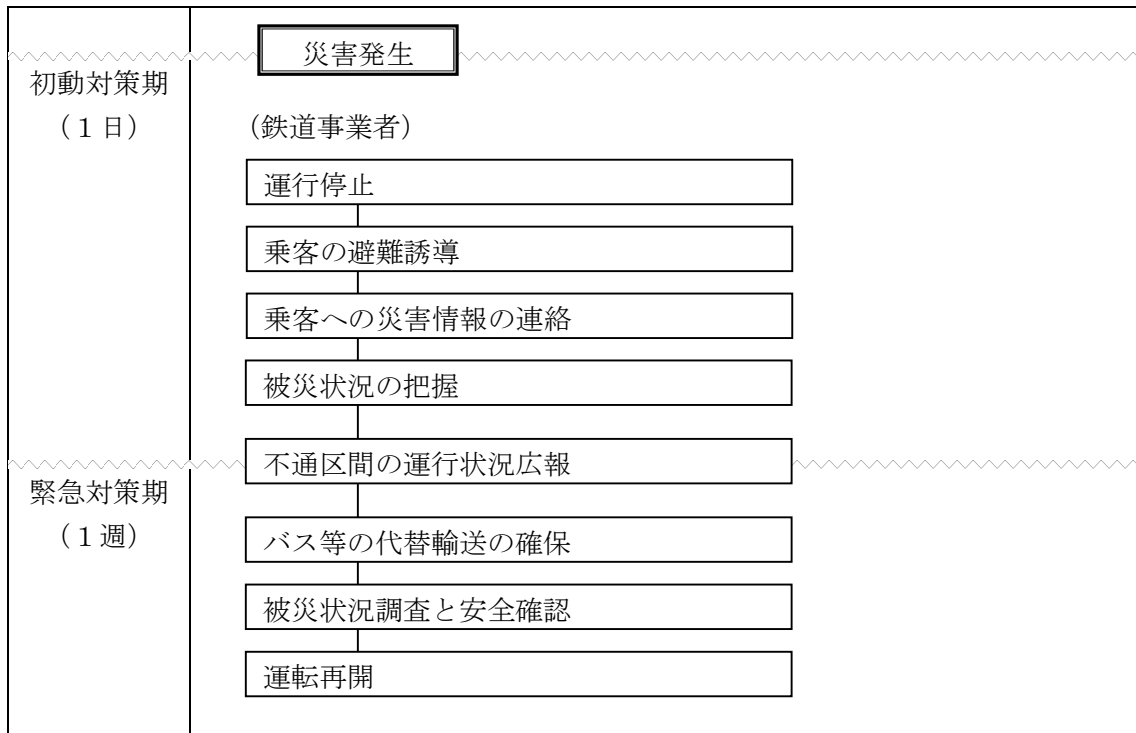 災害発生
初動対策期
（１日）
（鉄道事業者）
運行停止
乗客の避難誘導
乗客への災害情報の連絡
被災状況の把握
不通区間の運行状況広報
緊急対策期
（１週）
バス等の代替輸送の確保
被災状況調査と安全確認
運転再開